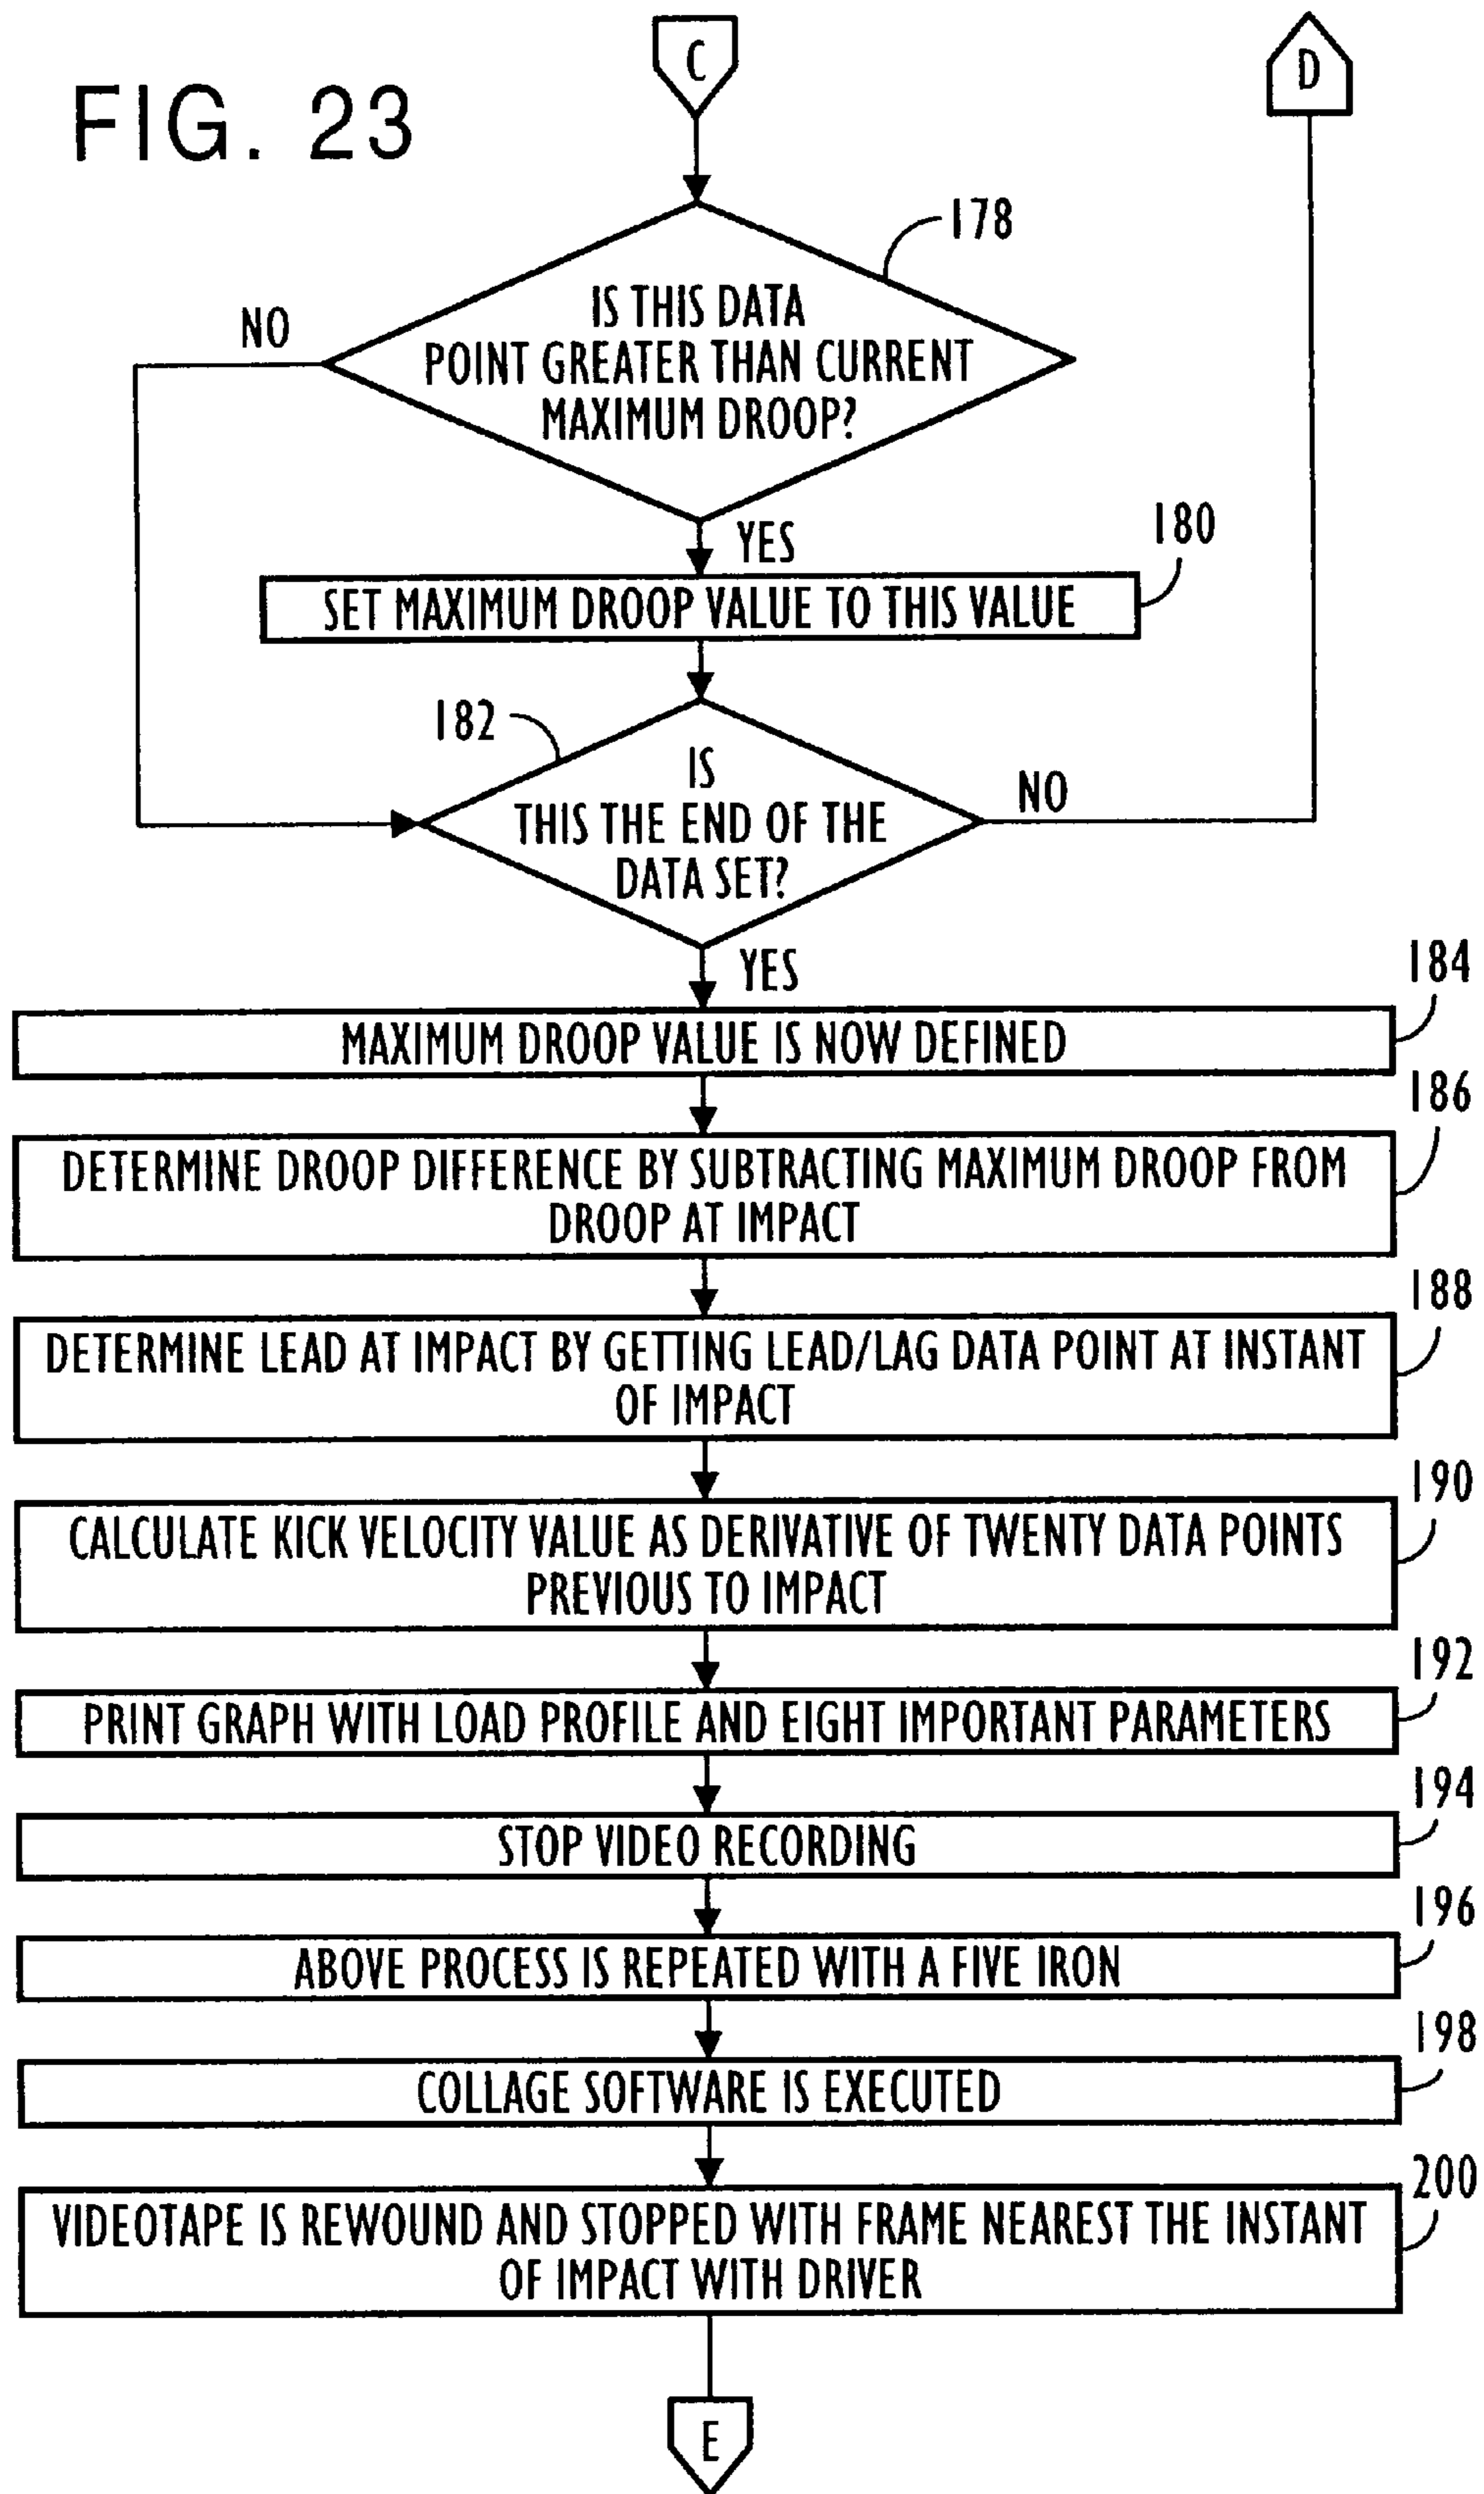 C
D
FIG. 23
178
IS THIS DATA
POINT GREATER THAN CURRENT
MAXIMUM DROOP?
NO
YES
180
SET MAXIMUM DROOP VALUE TO THIS VALUE
182
IS
THIS THE END OF THE
DATA SET?
NO
YES
184
MAXIMUM DROOP VALUE IS NOW DEFINED
186
DETERMINE DROOP DIFFERENCE BY SUBTRACTING MAXIMUM DROOP FROM
DROOP AT IMPACT
188
DETERMINE LEAD AT IMPACT BY GETTING LEAD/LAG DATA POINT AT INSTANT
OF IMPACT
190
CALCULATE KICK VELOCITY VALUE AS DERIVATIVE OF TWENTY DATA POINTS
PREVIOUS TO IMPACT
192
PRINT GRAPH WITH LOAD PROFILE AND EIGHT IMPORTANT PARAMETERS
194
STOP VIDEO RECORDING
196
ABOVE PROCESS IS REPEATED WITH A FIVE IRON
198
COLLAGE SOFTWARE IS EXECUTED
200
VIDEOTAPE IS REWOUND AND STOPPED WITH FRAME NEAREST THE INSTANT
OF IMPACT WITH DRIVER
E